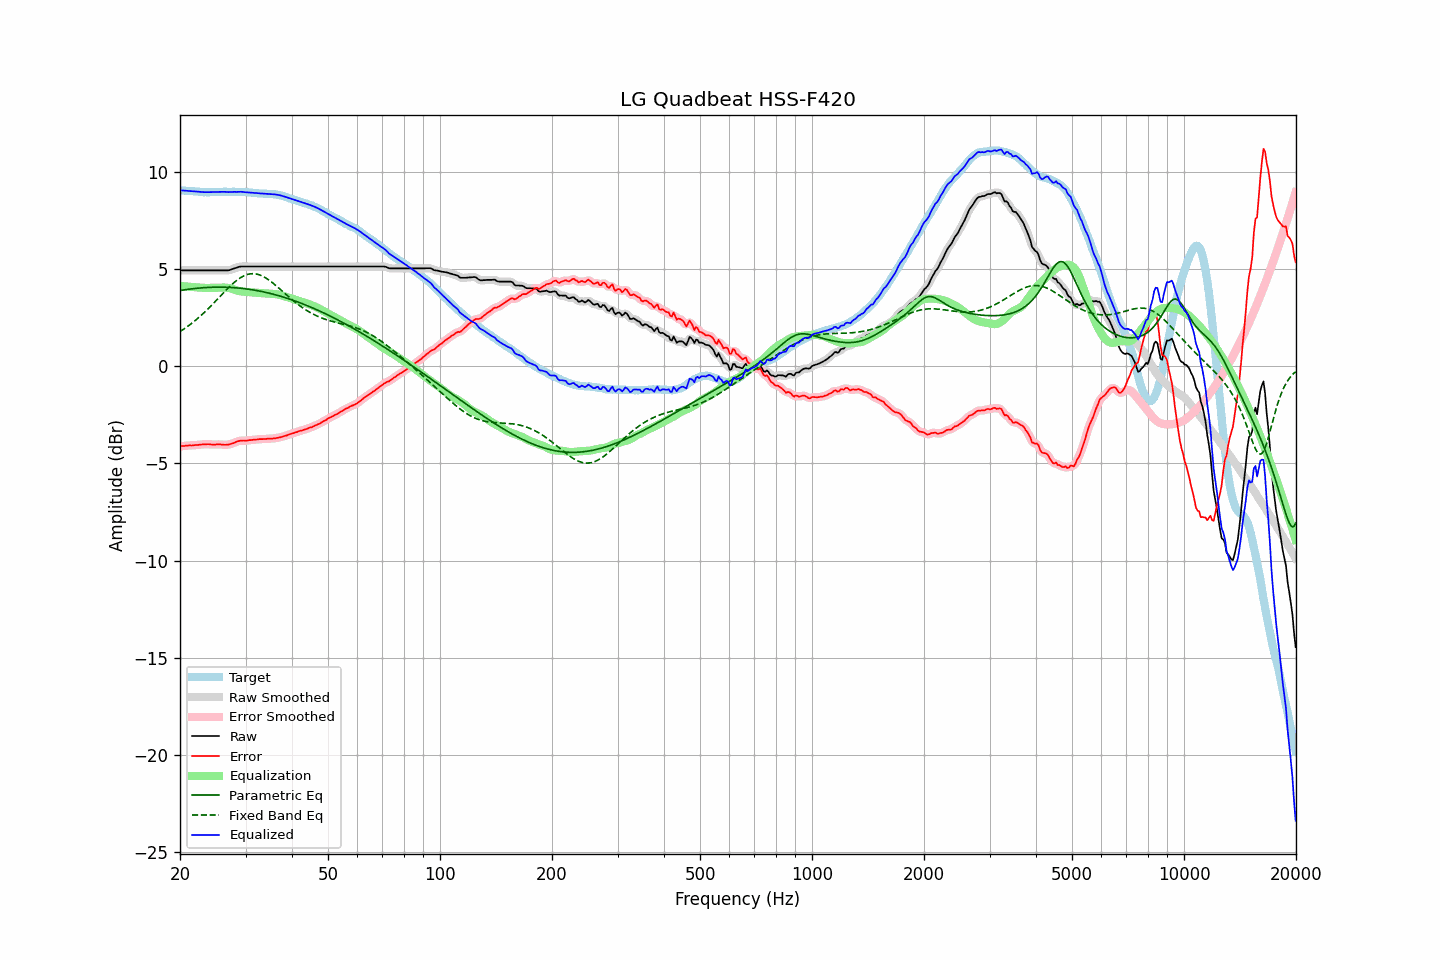 LG Quadbeat HSS-F420
Amplitude (dBr)
10
5
0
−5
−10
−15
−20
−25
Target
Raw Smoothed
Error Smoothed
Raw
Error
Equalization
Parametric Eq
Fixed Band Eq
Equalized
20 50 100 200 500 1000 2000 5000 10000 20000
Frequency (Hz)